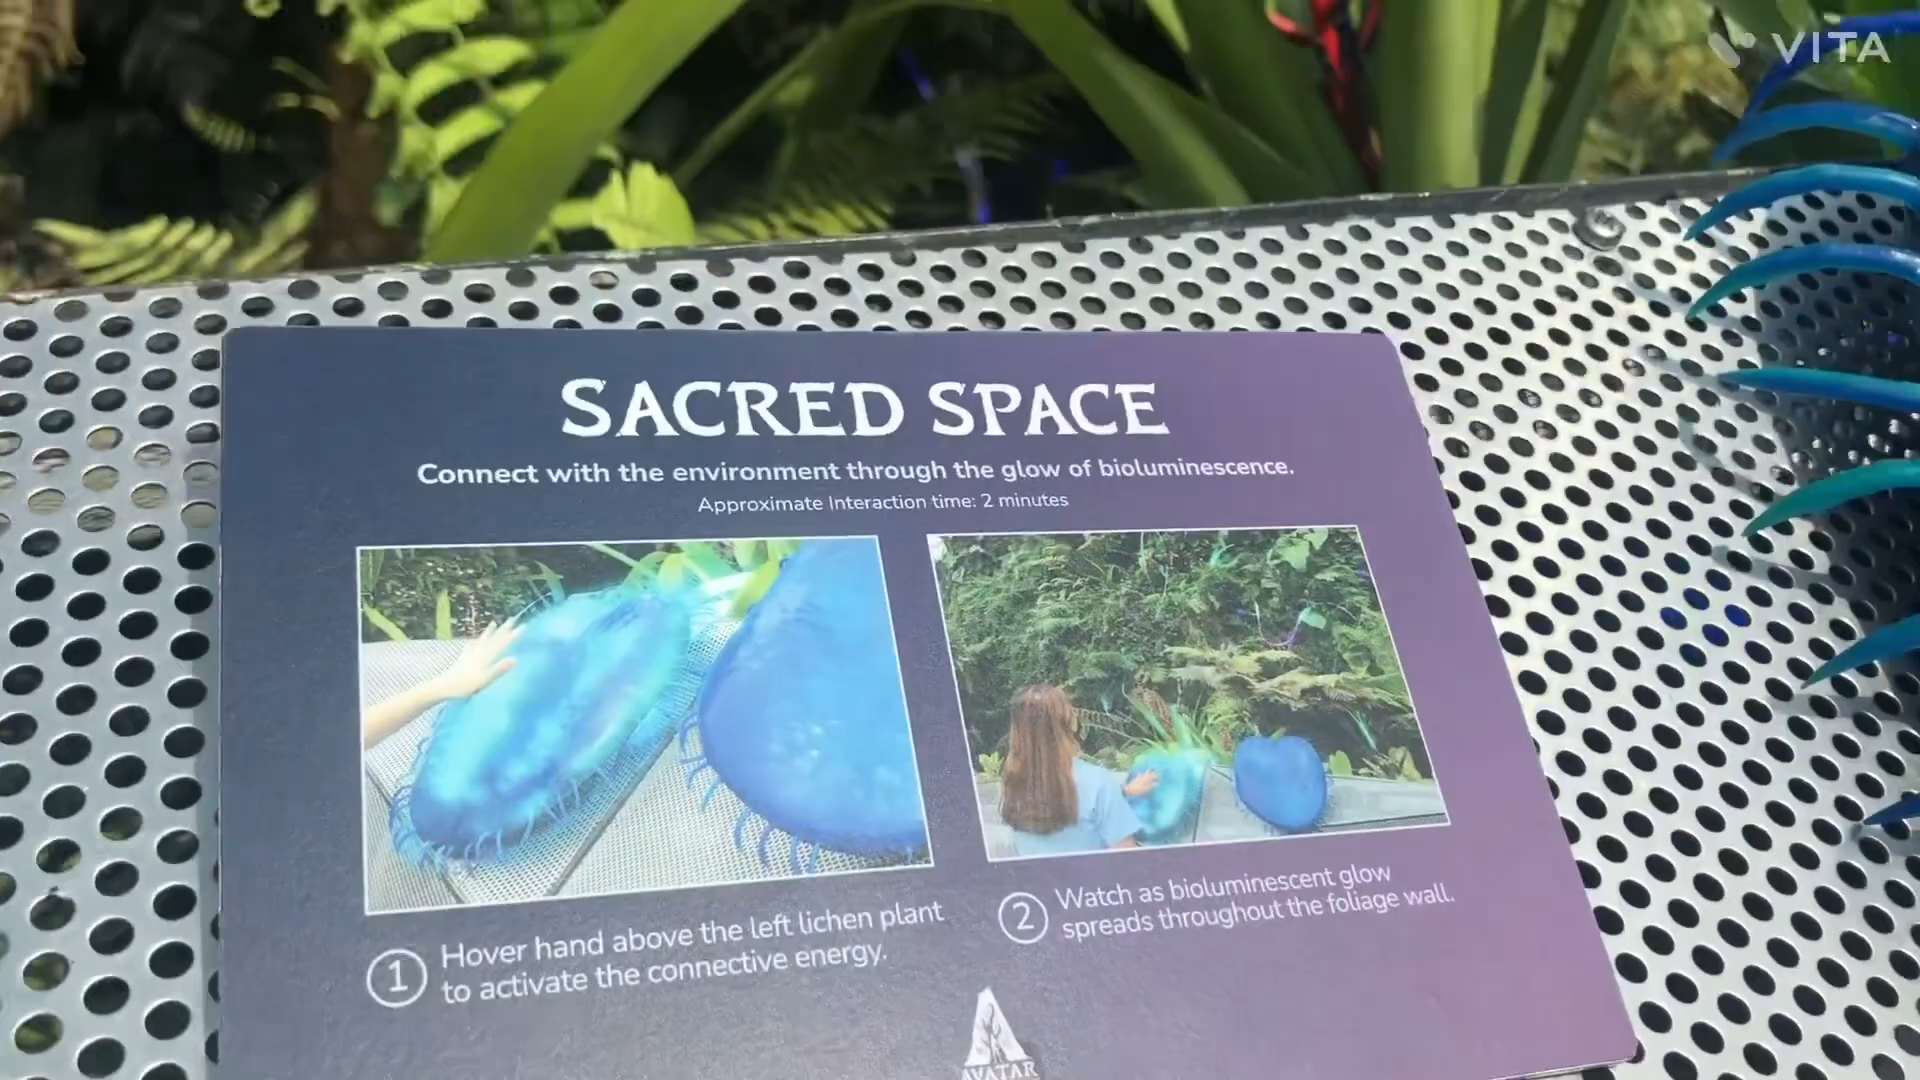 VITA
SACRED SPACE
Connect with the environment through the glow of bioluminescence.
Approximate Interaction time: 2 minutes
1 Hover hand above the left lichen plant
to activate the connective energy.
2 Watch as bioluminescent glow
spreads throughout the foliage wall.
AVATAR